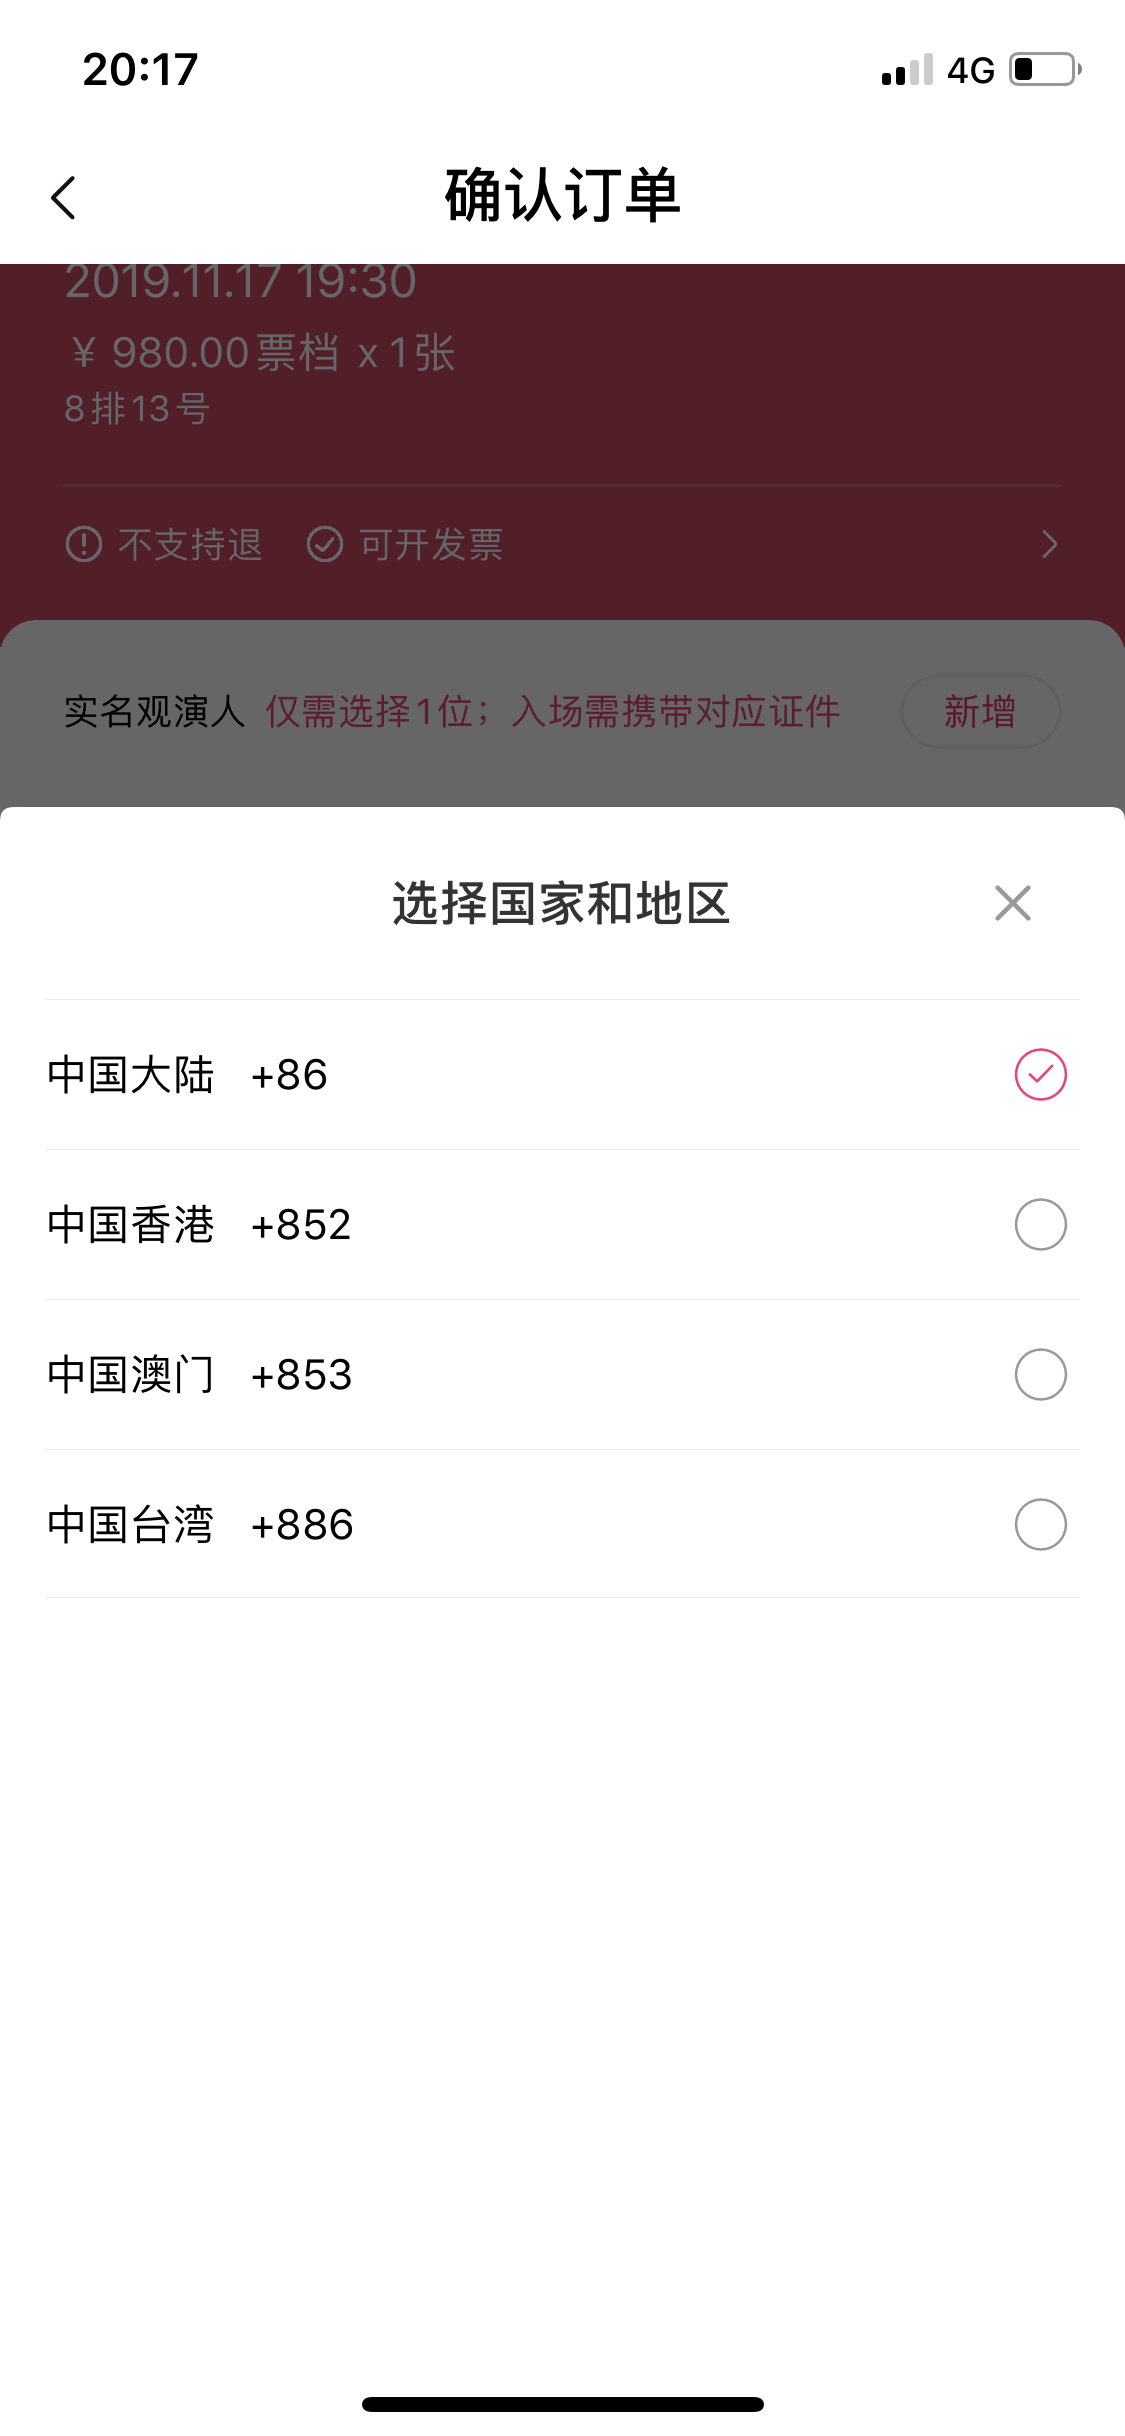 20:17
4G
确认订单
2019.11.17 19:30
¥ 980.00票档 x 1张
8排13号
不支持退 可开发票
实名观演人 仅需选择1位；入场需携带对应证件 新增
选择国家和地区
中国大陆 +86
中国香港 +852
中国澳门 +853
中国台湾 +886